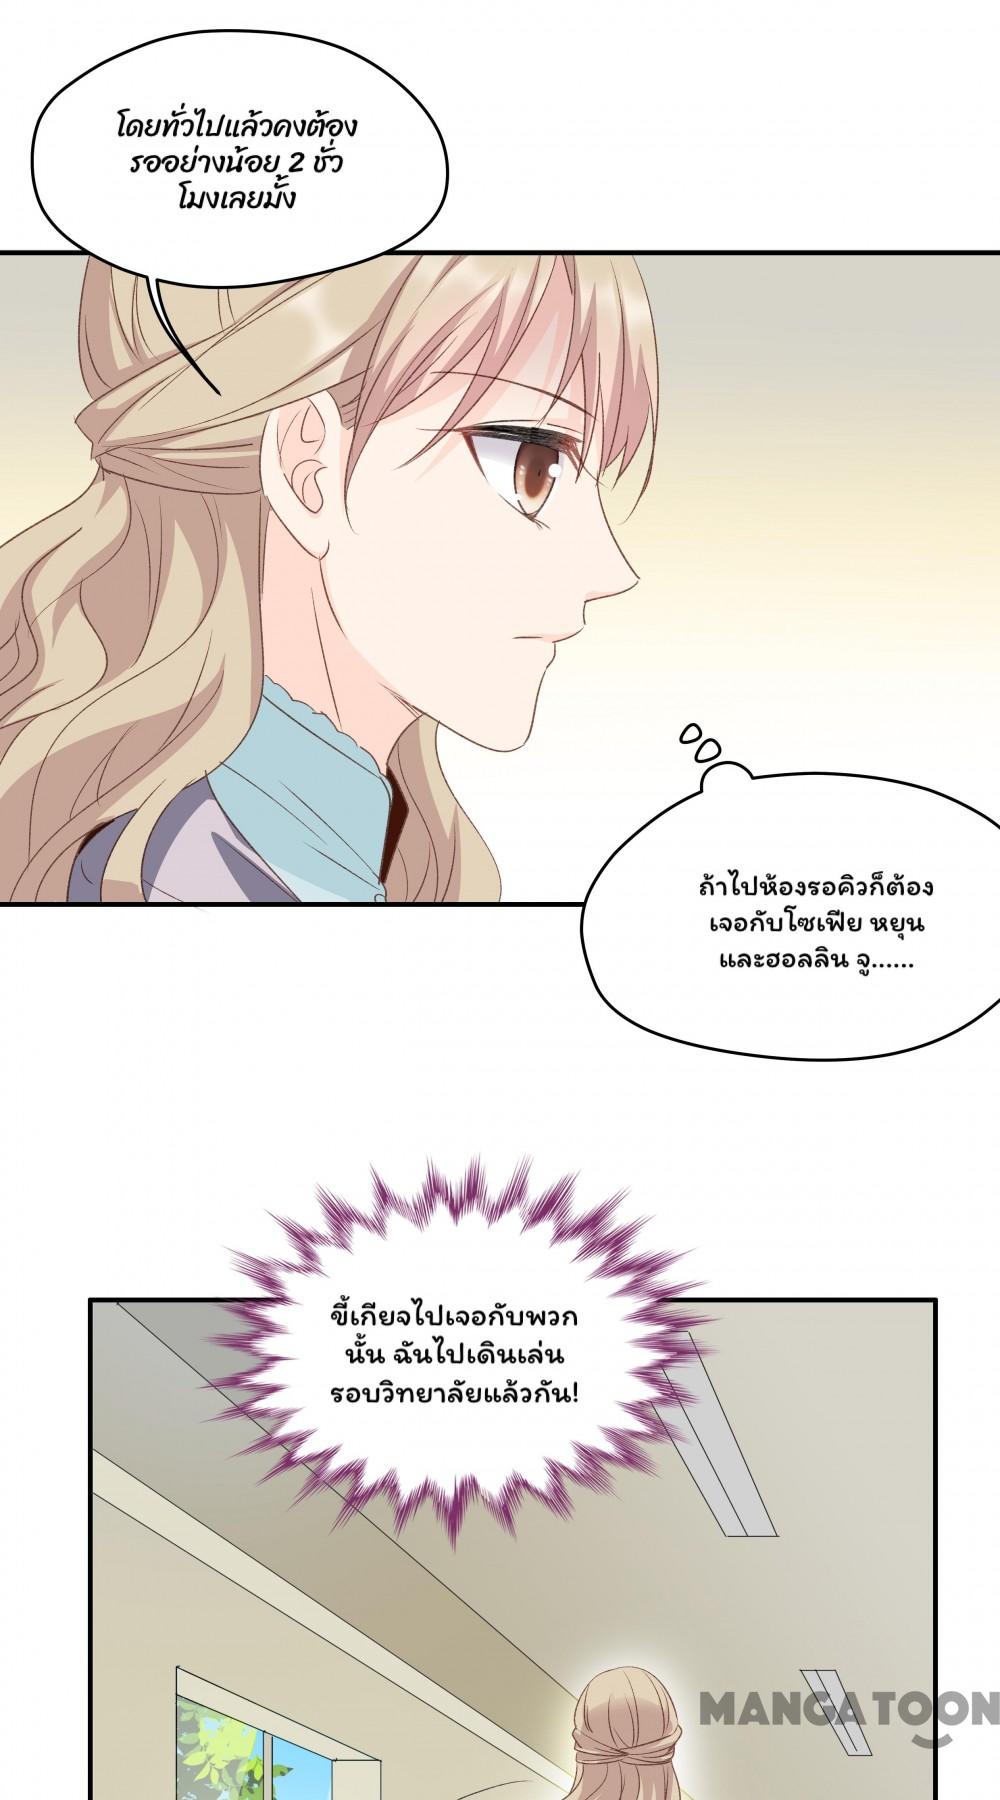 โดยทั่วไปแล้วคงต้อง
รออย่างน้อย 2 ชั่ว
โมงเลยมั้ง
ถ้าไปห้องรอคิวก็ต้อง
เจอกับโซเฟีย หยุน
และฮอลลิน จู......
ขี้เกียจไปเจอกับพวก
นั้น ฉันไปเดินเล่น
รอบวิทยาลัยแล้วกัน!
MANGATOON